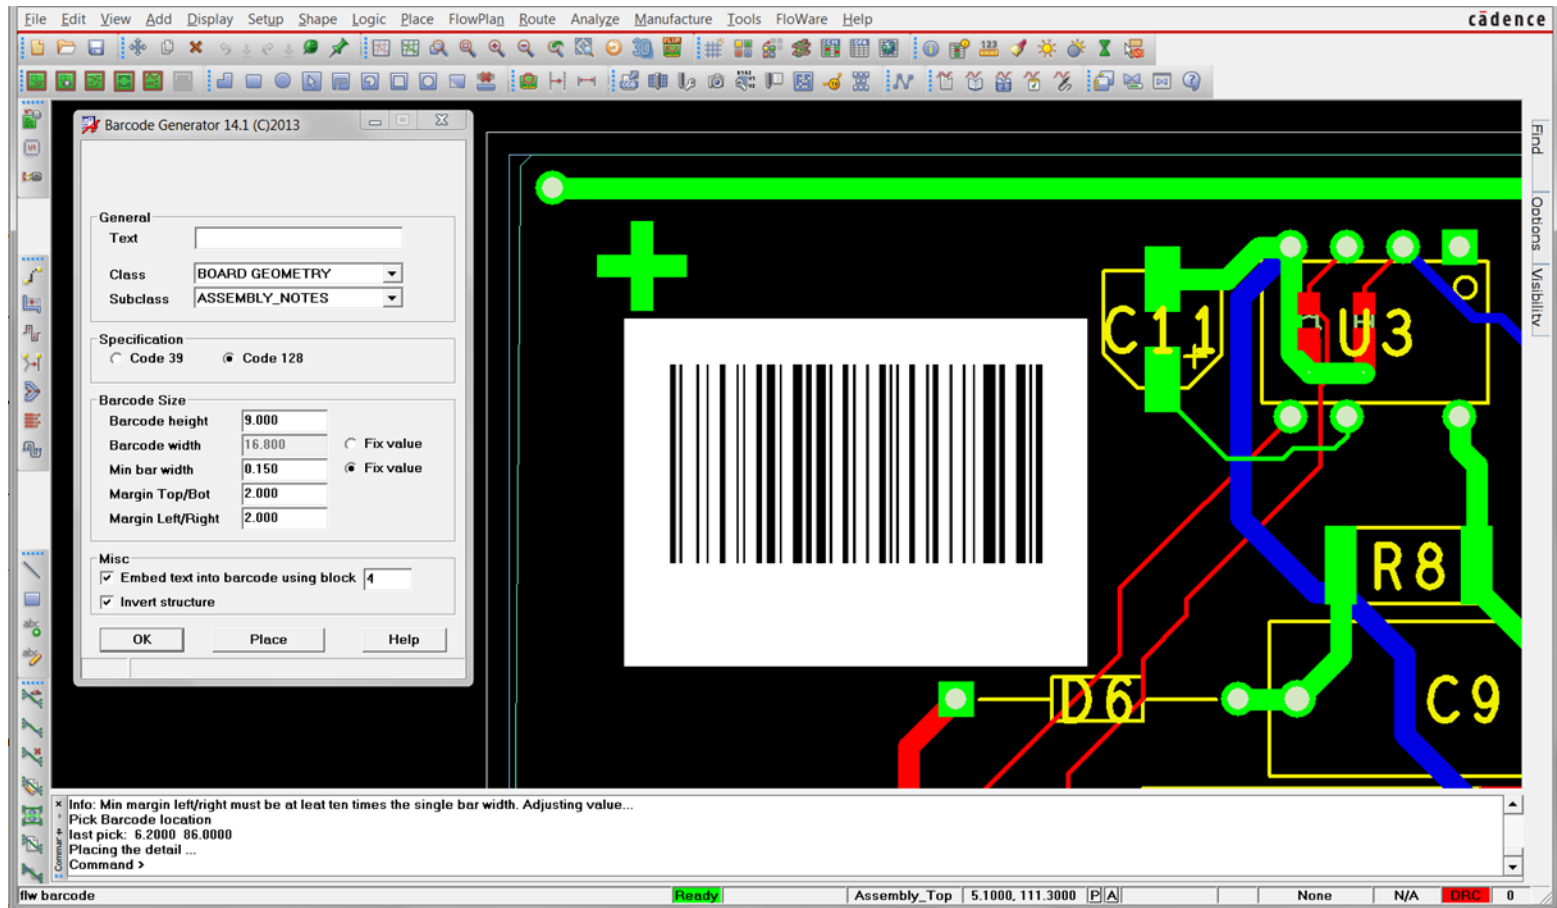 File Edit View Add Display Setup Shape Logic Place FlowPlan Route Analyze Manufacture Tools FloWare Help
cādence
Barcode Generator 14.1 (C)2013
General
Text
Class BOARD GEOMETRY
Subclass ASSEMBLY_NOTES
Specification
Code 39 Code 128
Barcode Size
Barcode height 9.000
Barcode width 16.800 Fix value
Min bar width 0.150 Fix value
Margin Top/Bot 2.000
Margin Left/Right 2.000
Misc
Embed text into barcode using block 4
Invert structure
OK Place Help
C11
U3
R8
D6
C9
Find
Options
Visibility
Info: Min margin left/right must be at leat ten times the single bar width. Adjusting value...
Pick Barcode location
last pick: 6.2000 86.0000
Placing the detail ...
Command >
flw barcode Ready Assembly_Top 5.1000, 111.3000 P A None N/A DRC 0